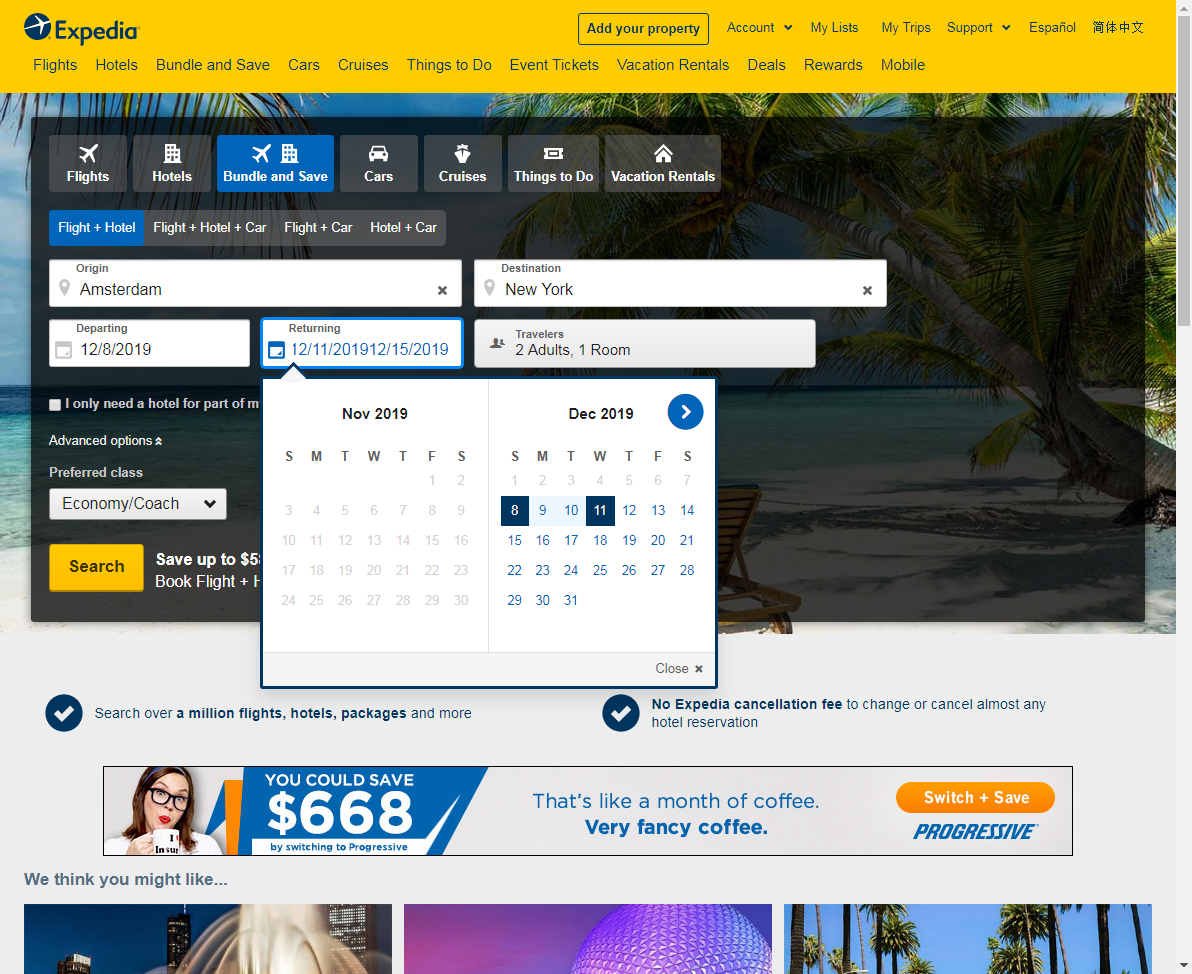 Expedia
Add your property
Account
My Lists
My Trips
Support
Español
简体中文
Flights Hotels Bundle and Save Cars Cruises Things to Do Event Tickets Vacation Rentals Deals Rewards Mobile
Flights
Hotels
Bundle and Save
Cars
Cruises
Things to Do
Vacation Rentals
Flight + Hotel
Flight + Hotel + Car
Flight + Car
Hotel + Car
Origin
Amsterdam
Destination
New York
Departing
12/8/2019
Returning
12/11/201912/15/2019
Travelers
2 Adults, 1 Room
I only need a hotel for part of m
Advanced options
Preferred class
Economy/Coach
Search
Save up to $5
Book Flight + H
Nov 2019
S M T W T F S
1 2
3 4 5 6 7 8 9
10 11 12 13 14 15 16
17 18 19 20 21 22 23
24 25 26 27 28 29 30
Dec 2019
S M T W T F S
1 2 3 4 5 6 7
8 9 10 11 12 13 14
15 16 17 18 19 20 21
22 23 24 25 26 27 28
29 30 31
Close
Search over a million flights, hotels, packages and more
No Expedia cancellation fee to change or cancel almost any
hotel reservation
YOU COULD SAVE
$668
by switching to Progressive
That's like a month of coffee.
Very fancy coffee.
Switch + Save
PROGRESSIVE
I
Insur
We think you might like...